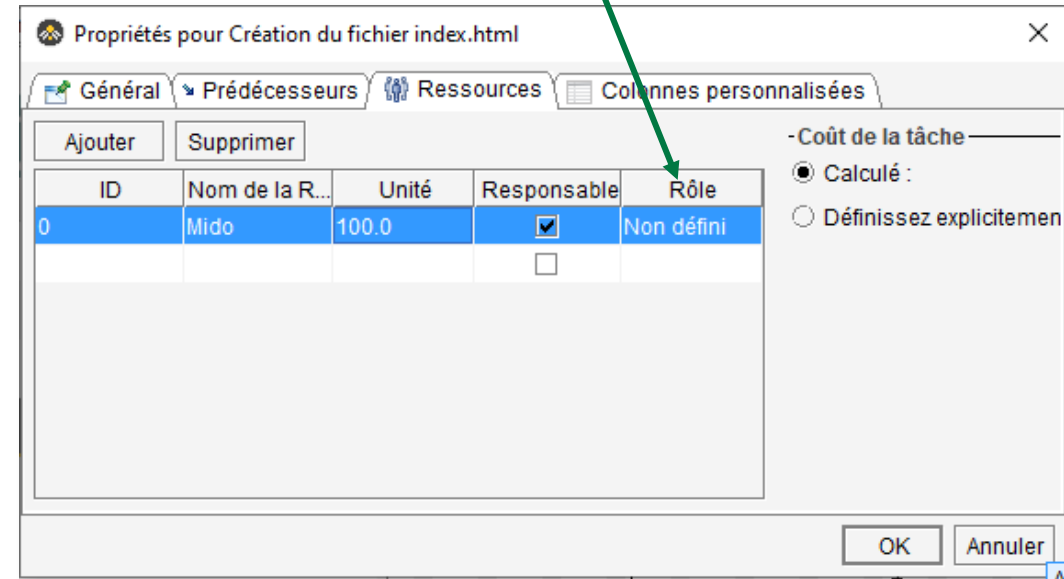 Propriétés pour Création du fichier index.html
Général Prédécesseurs Ressources Colonnes personnalisées
Ajouter Supprimer
-Coût de la tâche
Calculé :
Définissez explicitemen
ID Nom de la R... Unité Responsable Rôle
0 Mido 100.0 Non défini
OK Annuler